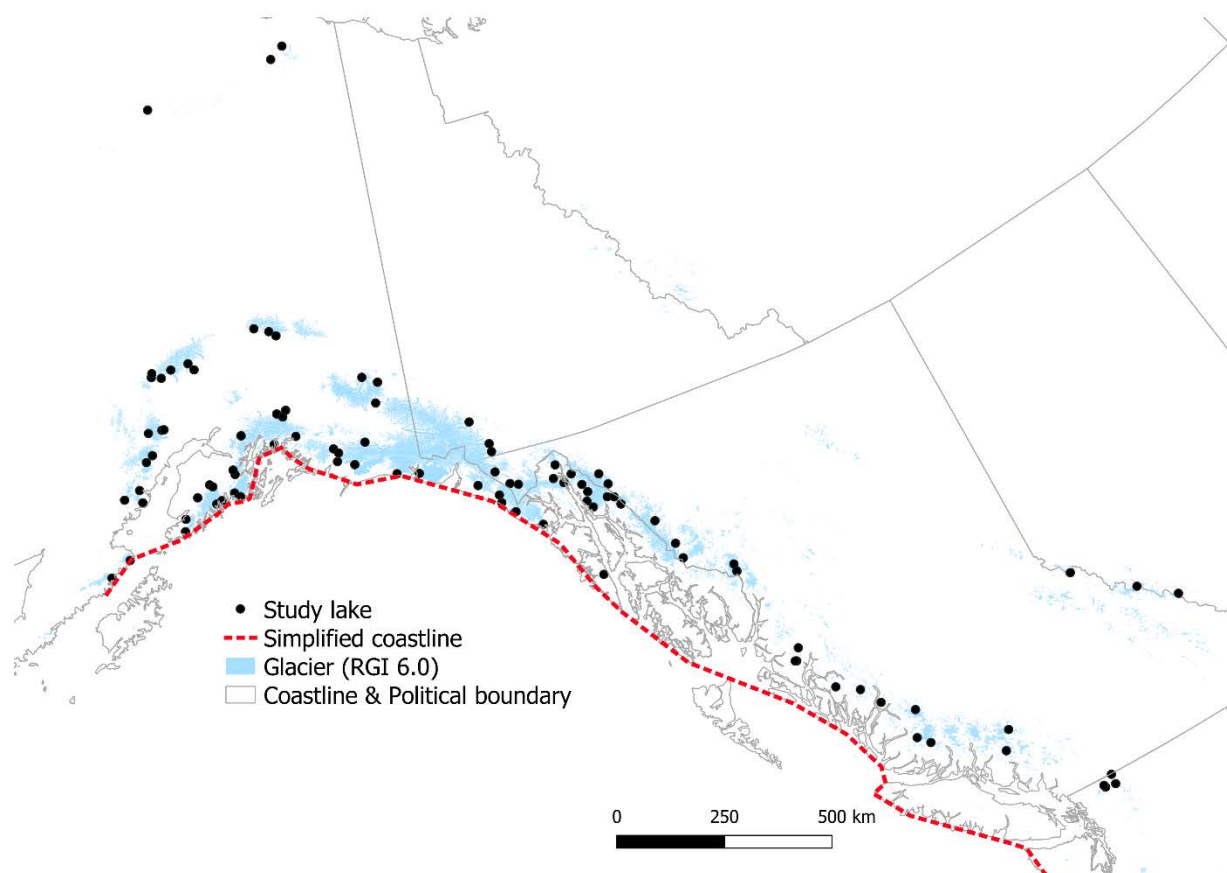 Study lake
Simplified coastline
Glacier (RGI 6.0)
Coastline & Political boundary
0 250 500 km